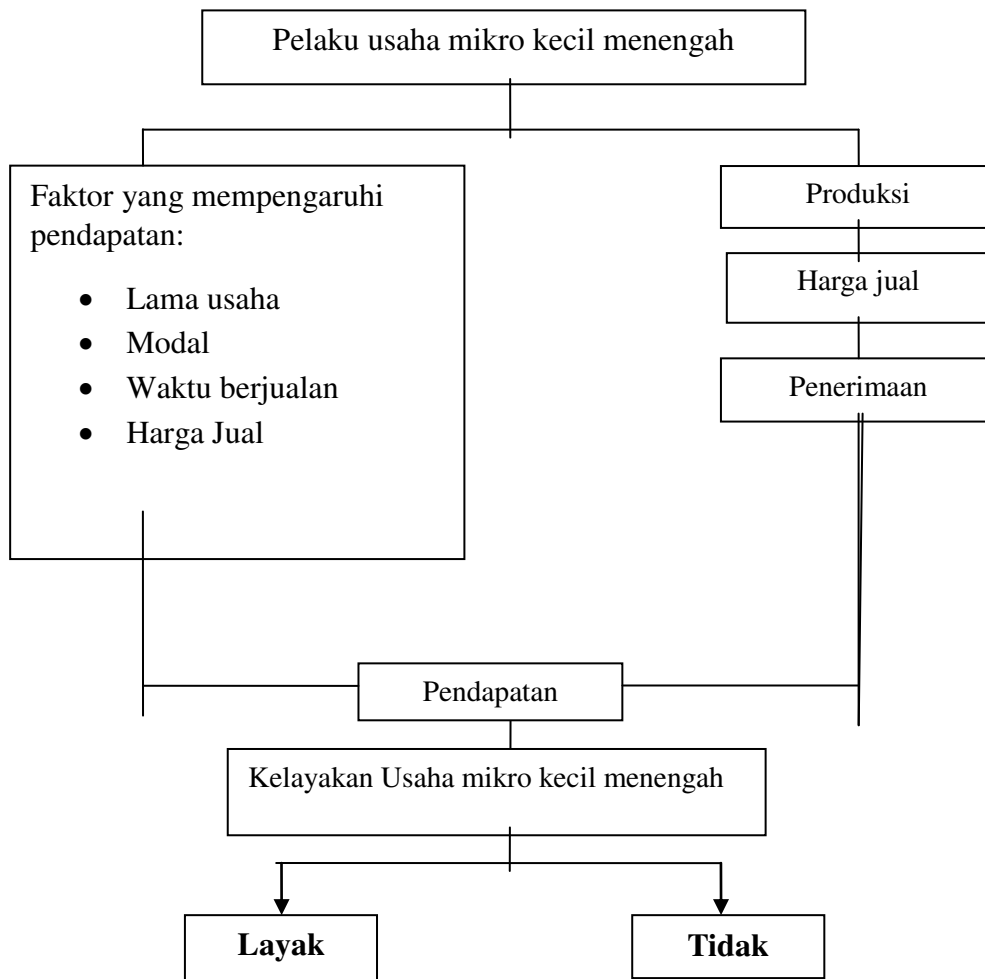 Pelaku usaha mikro kecil menengah
Faktor yang mempengaruhi
pendapatan:
• Lama usaha
• Modal
• Waktu berjualan
• Harga Jual
Produksi
Harga jual
Penerimaan
Pendapatan
Kelayakan Usaha mikro kecil menengah
Layak
Tidak